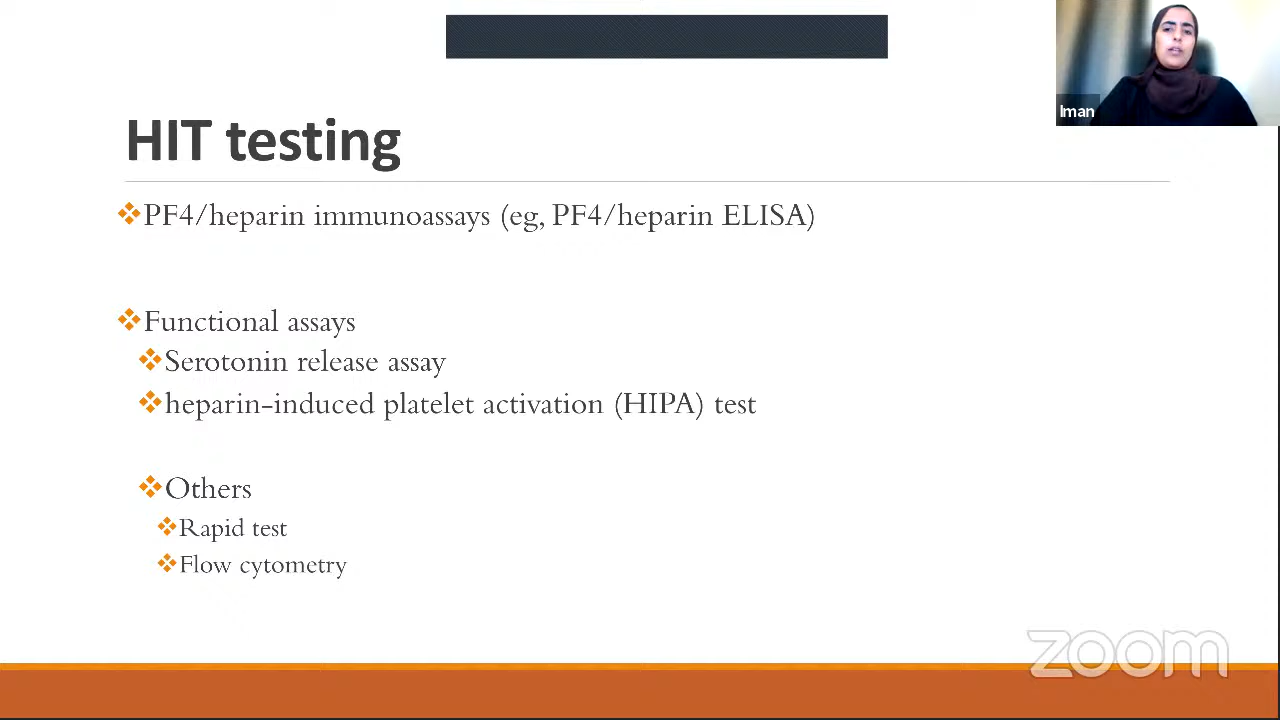 Iman
HIT testing
PF4/heparin immunoassays (eg, PF4/heparin ELISA)
Functional assays
Serotonin release assay
heparin-induced platelet activation (HIPA) test
Others
Rapid test
Flow cytometry
zoom